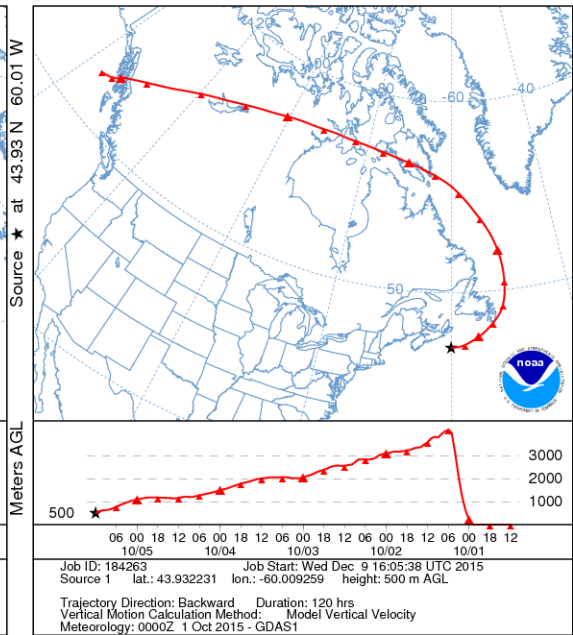 Source ★ at 43.93 N 60.01 W
-120
-100
-80
-60
-40
50
noaa
Meters AGL
3000
2000
1000
500
06 00 18 12 06 00 18 12 06 00 18 12 06 00 18 12 06 00 18 12
10/05 10/04 10/03 10/02 10/01
Job ID: 184263 Job Start: Wed Dec 9 16:05:38 UTC 2015
Source 1 lat.: 43.932231 lon.: -60.009259 height: 500 m AGL
Trajectory Direction: Backward Duration: 120 hrs
Vertical Motion Calculation Method: Model Vertical Velocity
Meteorology: 0000Z 1 Oct 2015 - GDAS1